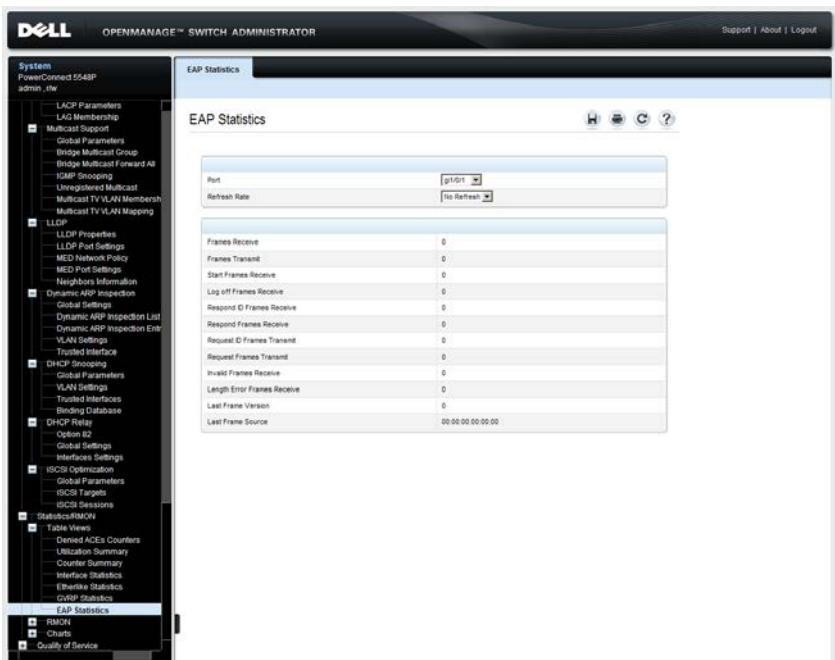 DELL
OPENMANAGE™ SWITCH ADMINISTRATOR
Support | About | Logout
System
PowerConnect 5548P
admin , r/w
LACP Parameters
LAG Membership
Multicast Support
Global Parameters
Bridge Multicast Group
Bridge Multicast Forward All
IGMP Snooping
Unregistered Multicast
Multicast TV VLAN Membersh
Multicast TV VLAN Mapping
LLDP
LLDP Properties
LLDP Port Settings
MED Network Policy
MED Port Settings
Neighbors Information
Dynamic ARP Inspection
Global Settings
Dynamic ARP Inspection List
Dynamic ARP Inspection Entr
VLAN Settings
Trusted Interface
DHCP Snooping
Global Parameters
VLAN Settings
Trusted Interfaces
Binding Database
DHCP Relay
Option 82
Global Settings
Interfaces Settings
iSCSI Optimization
Global Parameters
iSCSI Targets
iSCSI Sessions
Statistics/RMON
Table Views
Denied ACEs Counters
Utilization Summary
Counter Summary
Interface Statistics
Etherlike Statistics
GVRP Statistics
EAP Statistics
RMON
Charts
Quality of Service
EAP Statistics
EAP Statistics
?
Port gi1/0/1
Refresh Rate No Refresh
Frames Receive 0
Frames Transmit 0
Start Frames Receive 0
Log off Frames Receive 0
Respond ID Frames Receive 0
Respond Frames Receive 0
Request ID Frames Transmit 0
Request Frames Transmit 0
Invalid Frames Receive 0
Length Error Frames Receive 0
Last Frame Version 0
Last Frame Source 00:00:00:00:00:00